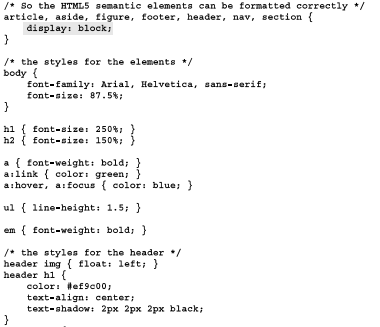 /* So the HTML5 semantic elements can be formatted correctly */
article, aside, figure, footer, header, nav, section {
    display: block;
}

/* the styles for the elements */
body {
    font-family: Arial, Helvetica, sans-serif;
    font-size: 87.5%;
}

h1 { font-size: 250%; }
h2 { font-size: 150%; }

a { font-weight: bold; }
a:link { color: green; }
a:hover, a:focus { color: blue; }

ul { line-height: 1.5; }

em { font-weight: bold; }

/* the styles for the header */
header img { float: left; }
header h1 {
    color: #ef9c00;
    text-align: center;
    text-shadow: 2px 2px 2px black;
}